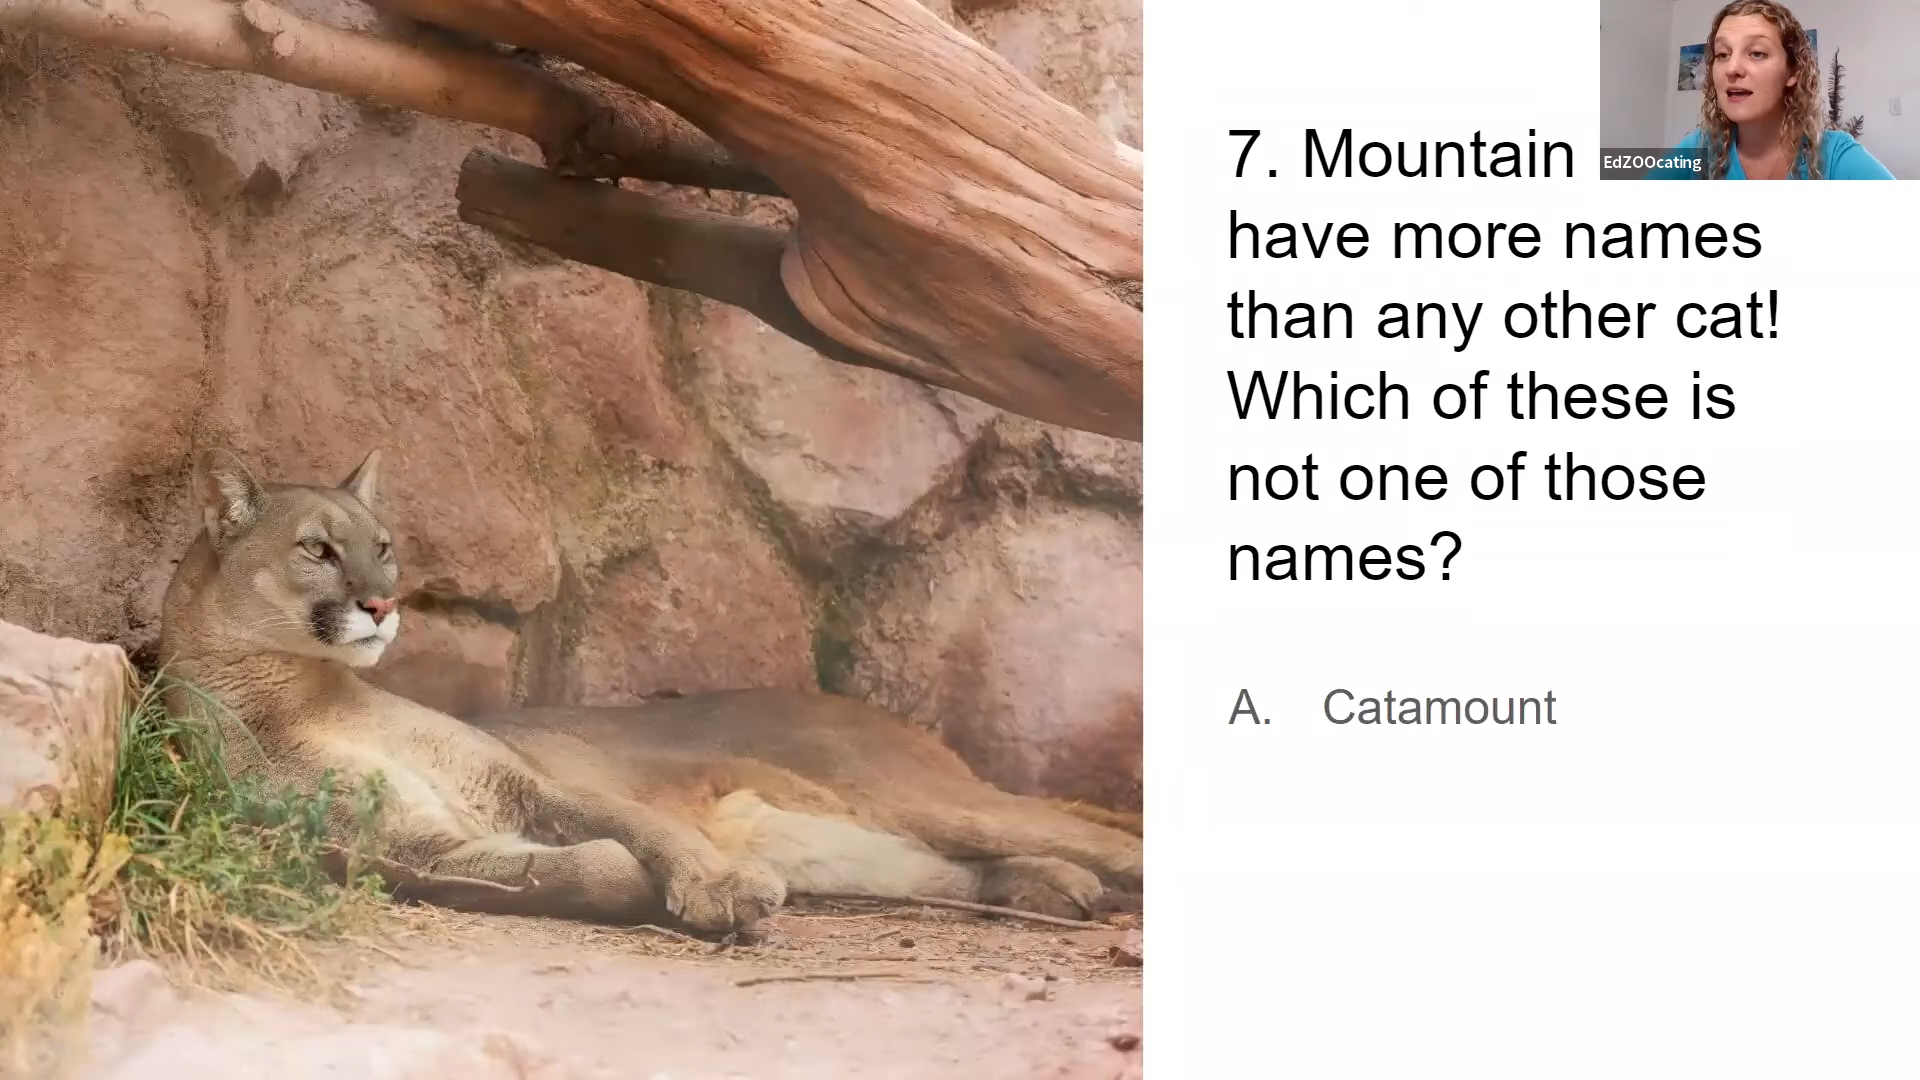 7. Mountain
have more names
than any other cat!
Which of these is
not one of those
names?
A. Catamount
EdZOOcating